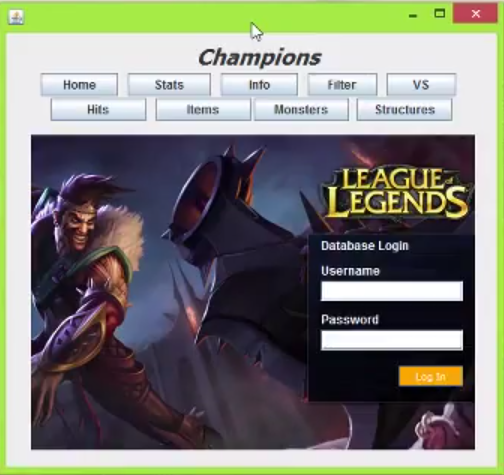 Champions
Home Stats Info Filter VS
Hits Items Monsters Structures
LEAGUE of
LEGENDS
Database Login
Username
Password
Log In